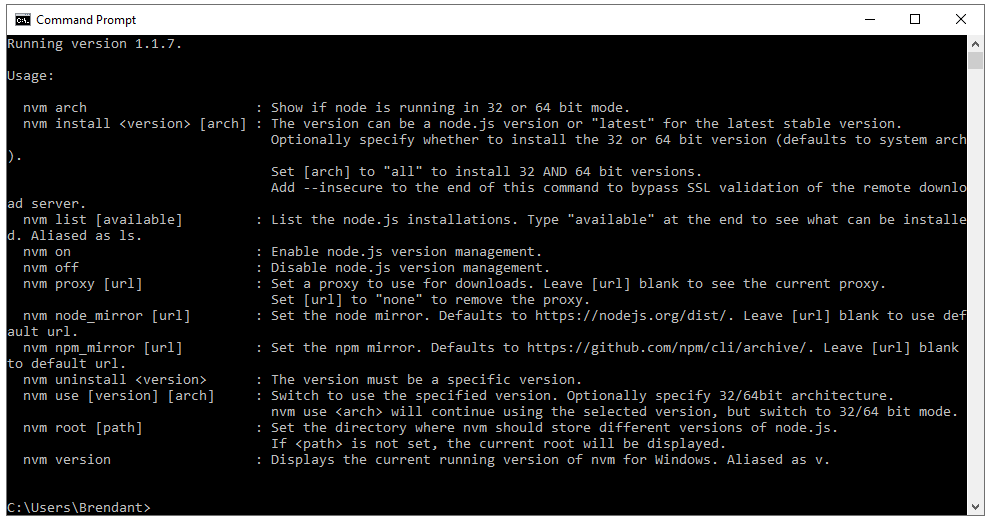 Command Prompt
Running version 1.1.7.
Usage:
nvm arch : Show if node is running in 32 or 64 bit mode.
nvm install <version> [arch] : The version can be a node.js version or "latest" for the latest stable version.
Optionally specify whether to install the 32 or 64 bit version (defaults to system arch
).
Set [arch] to "all" to install 32 AND 64 bit versions.
Add --insecure to the end of this command to bypass SSL validation of the remote downlo
ad server.
nvm list [available] : List the node.js installations. Type "available" at the end to see what can be installe
d. Aliased as ls.
nvm on : Enable node.js version management.
nvm off : Disable node.js version management.
nvm proxy [url] : Set a proxy to use for downloads. Leave [url] blank to see the current proxy.
Set [url] to "none" to remove the proxy.
nvm node_mirror [url] : Set the node mirror. Defaults to https://nodejs.org/dist/. Leave [url] blank to use def
ault url.
nvm npm_mirror [url] : Set the npm mirror. Defaults to https://github.com/npm/cli/archive/. Leave [url] blank
to default url.
nvm uninstall <version> : The version must be a specific version.
nvm use [version] [arch] : Switch to use the specified version. Optionally specify 32/64bit architecture.
nvm use <arch> will continue using the selected version, but switch to 32/64 bit mode.
nvm root [path] : Set the directory where nvm should store different versions of node.js.
If <path> is not set, the current root will be displayed.
nvm version : Displays the current running version of nvm for Windows. Aliased as v.
C:\Users\Brendant>